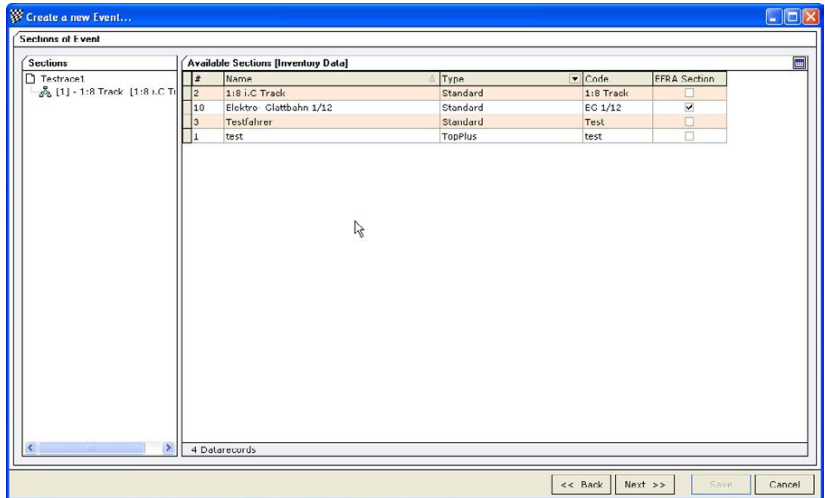 Create a new Event...
Sections of Event
Sections
Testrace1
[1] - 1:8 Track [1:8 i.C Tr
Available Sections [Inventory Data]
# Name Type Code EFRA Section
2 1:8 i.C Track Standard 1:8 Track
10 Elektro- Glattbahn 1/12 Standard EG 1/12
3 Testfahrer Standard Test
1 test TopPlus test
4 Datarecords
<< Back Next >> Save Cancel